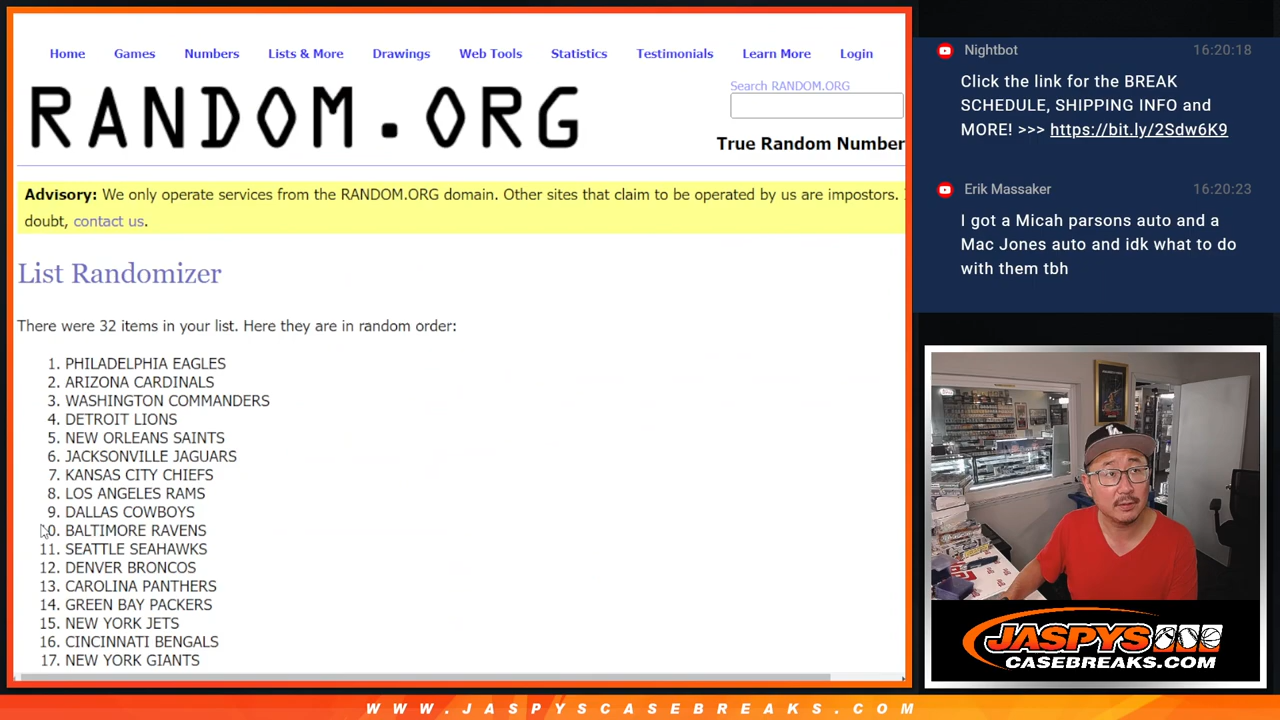 Home Games Numbers Lists & More Drawings Web Tools Statistics Testimonials Learn More Login
RANDOM.ORG
Search RANDOM.ORG
True Random Number
Advisory: We only operate services from the RANDOM.ORG domain. Other sites that claim to be operated by us are impostors.
doubt, contact us.
List Randomizer
There were 32 items in your list. Here they are in random order:
1. PHILADELPHIA EAGLES
2. ARIZONA CARDINALS
3. WASHINGTON COMMANDERS
4. DETROIT LIONS
5. NEW ORLEANS SAINTS
6. JACKSONVILLE JAGUARS
7. KANSAS CITY CHIEFS
8. LOS ANGELES RAMS
9. DALLAS COWBOYS
10. BALTIMORE RAVENS
11. SEATTLE SEAHAWKS
12. DENVER BRONCOS
13. CAROLINA PANTHERS
14. GREEN BAY PACKERS
15. NEW YORK JETS
16. CINCINNATI BENGALS
17. NEW YORK GIANTS
Nightbot 16:20:18
Click the link for the BREAK
SCHEDULE, SHIPPING INFO and
MORE! >>> https://bit.ly/2Sdw6K9
Erik Massaker 16:20:23
I got a Micah parsons auto and a
Mac Jones auto and idk what to do
with them tbh
JASPYS
CASEBREAKS.COM
WWW.JASPYSCASEBREAKS.COM